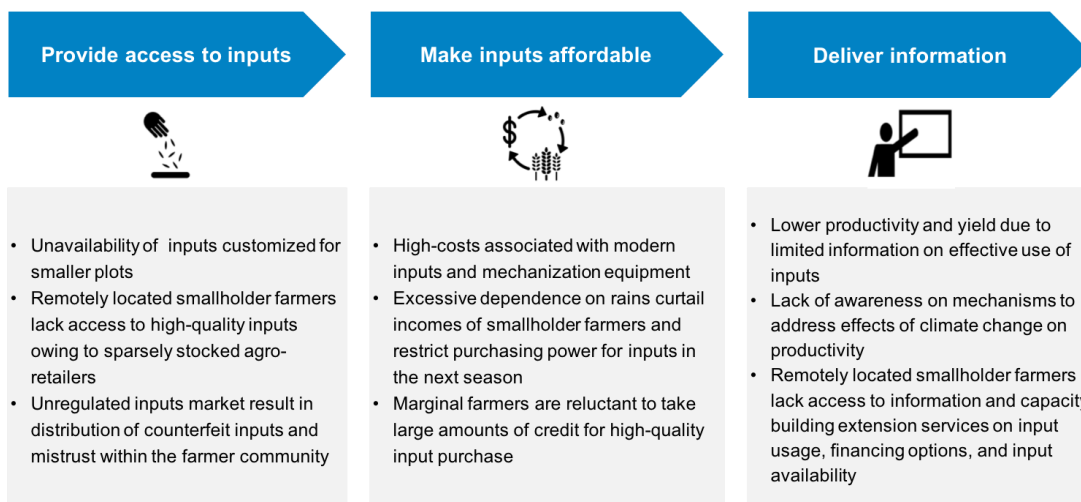 Provide access to inputs
Make inputs affordable
Deliver information
$
• Unavailability of inputs customized for
smaller plots
• Remotely located smallholder farmers
lack access to high-quality inputs
owing to sparsely stocked agro-
retailers
• Unregulated inputs market result in
distribution of counterfeit inputs and
mistrust within the farmer community
• High-costs associated with modern
inputs and mechanization equipment
• Excessive dependence on rains curtail
incomes of smallholder farmers and
restrict purchasing power for inputs in
the next season
• Marginal farmers are reluctant to take
large amounts of credit for high-quality
input purchase
• Lower productivity and yield due to
limited information on effective use of
inputs
• Lack of awareness on mechanisms to
address effects of climate change on
productivity
• Remotely located smallholder farmers
lack access to information and capacity
building extension services on input
usage, financing options, and input
availability